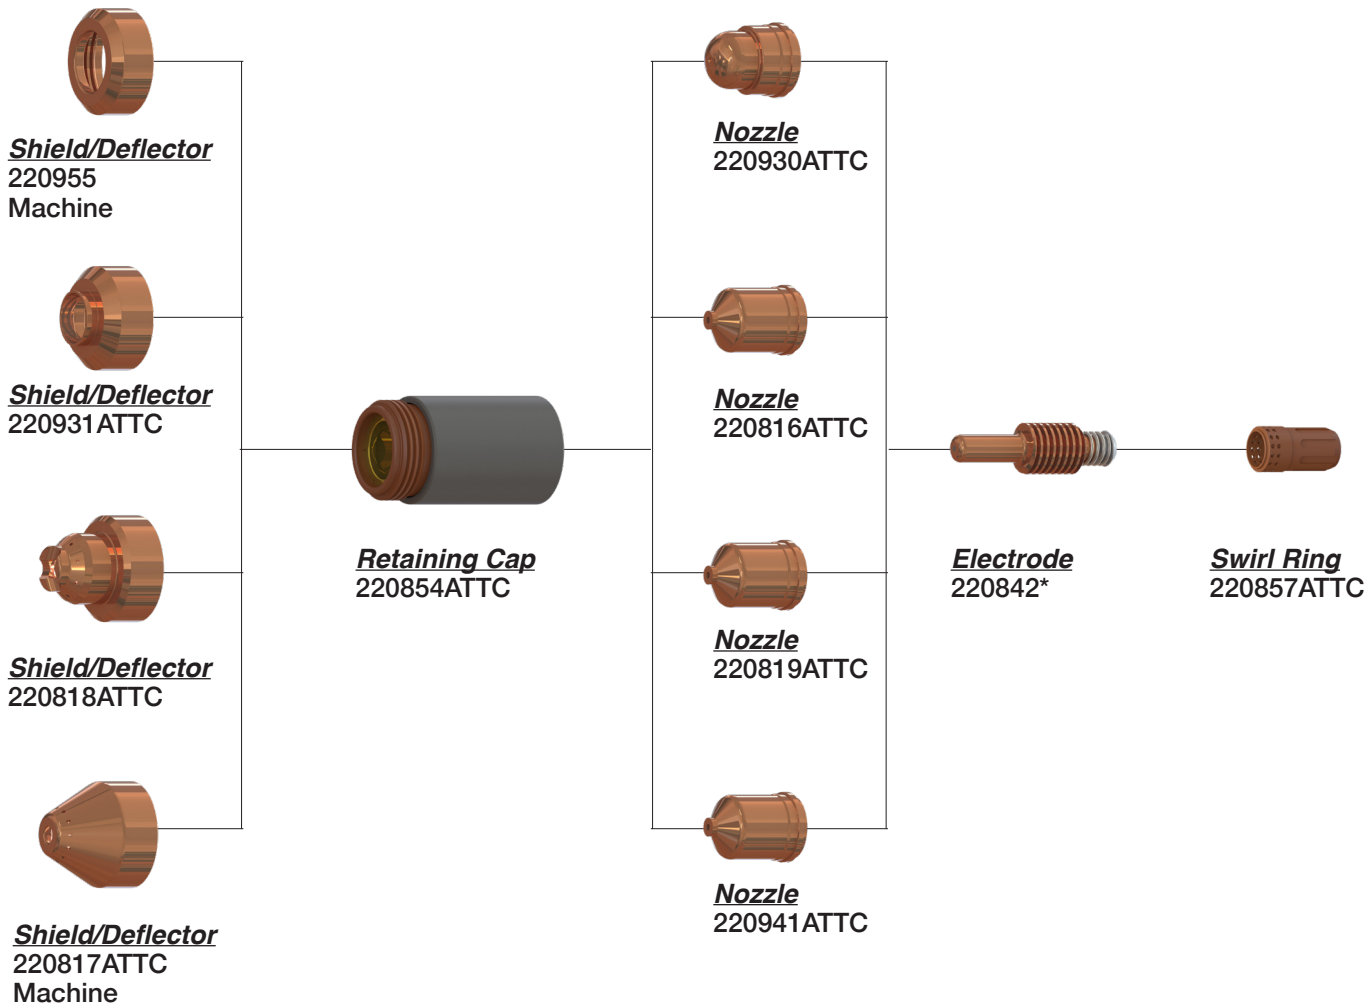 Shield/Deflector
220955
Machine
Shield/Deflector
220931ATTC
Shield/Deflector
220818ATTC
Shield/Deflector
220817ATTC
Machine
Retaining Cap
220854ATTC
Nozzle
220930ATTC
Nozzle
220816ATTC
Nozzle
220819ATTC
Nozzle
220941ATTC
Electrode
220842*
Swirl Ring
220857ATTC